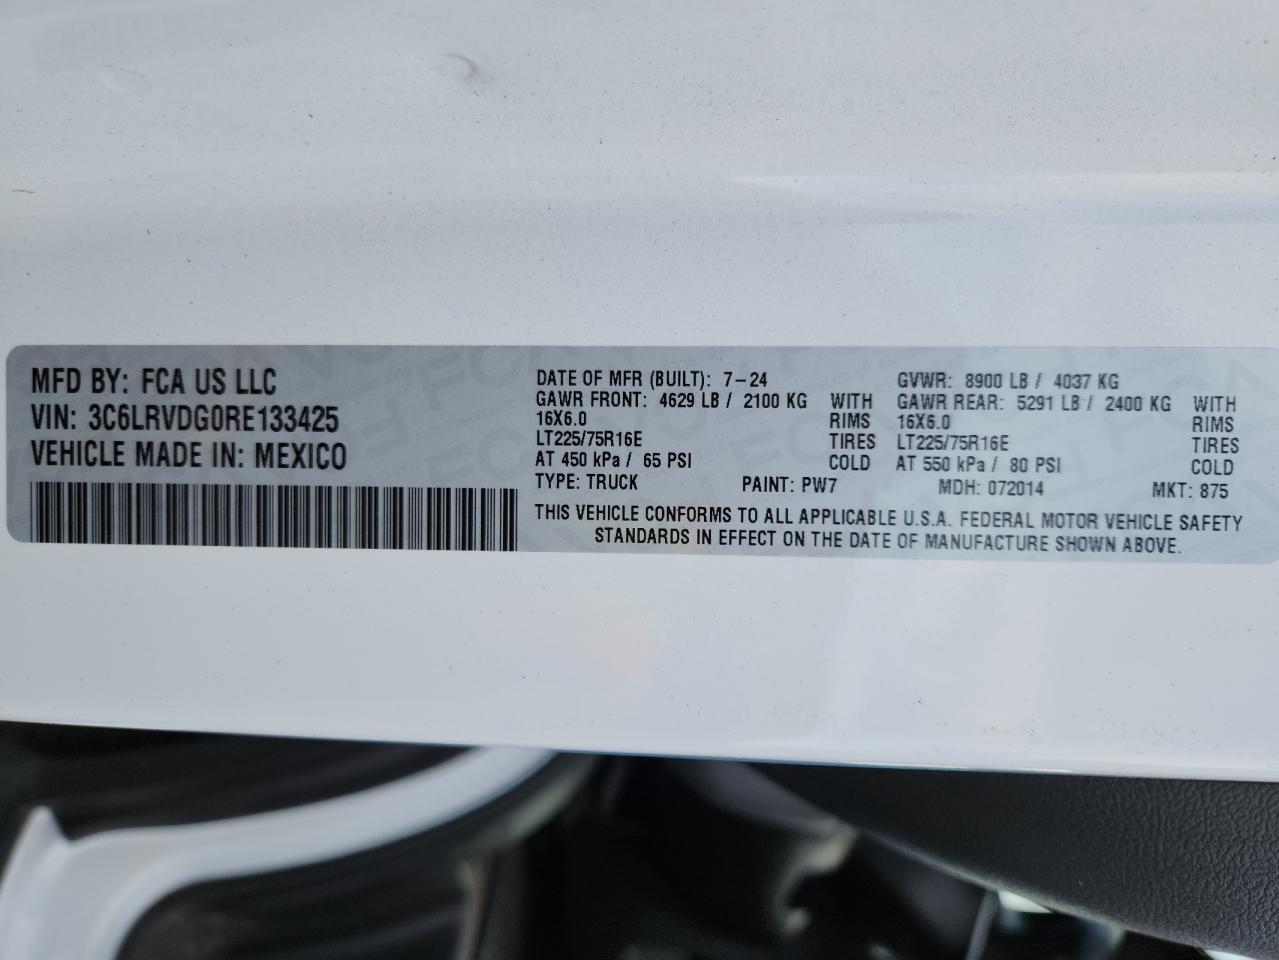 MFD BY: FCA US LLC
VIN: 3C6LRVDG0RE133425
VEHICLE MADE IN: MEXICO
DATE OF MFR (BUILT): 7-24
GAWR FRONT: 4629 LB / 2100 KG WITH
16X6.0 RIMS
LT225/75R16E TIRES
AT 450 kPa / 65 PSI COLD
GVWR: 8900 LB / 4037 KG
GAWR REAR: 5291 LB / 2400 KG WITH
16X6.0 RIMS
LT225/75R16E TIRES
AT 550 kPa / 80 PSI COLD
TYPE: TRUCK PAINT: PW7 MDH: 072014 MKT: 875
THIS VEHICLE CONFORMS TO ALL APPLICABLE U.S.A. FEDERAL MOTOR VEHICLE SAFETY
STANDARDS IN EFFECT ON THE DATE OF MANUFACTURE SHOWN ABOVE.